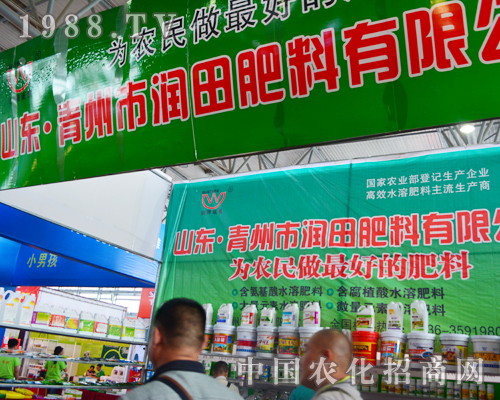 1988.TV
为农民做最好
山东·青州市润田肥料有限公
国家农业部登记生产企业
高效水溶肥料主流生产商
山东·青州市润田肥料有限
为农民做最好的肥料
·含氨基酸水溶肥料
·含腐植酸水溶肥料
小男孩
中国农化招商网